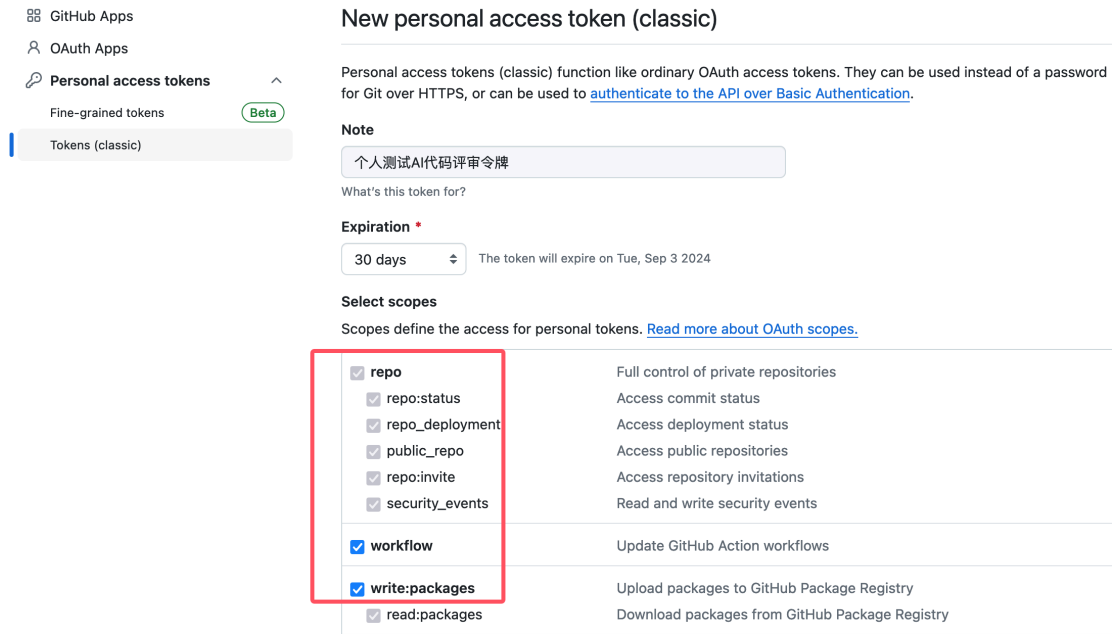 GitHub Apps
OAuth Apps
Personal access tokens
Fine-grained tokens Beta
Tokens (classic)
New personal access token (classic)
Personal access tokens (classic) function like ordinary OAuth access tokens. They can be used instead of a password
for Git over HTTPS, or can be used to authenticate to the API over Basic Authentication.
Note
个人测试AI代码评审令牌
What's this token for?
Expiration *
30 days The token will expire on Tue, Sep 3 2024
Select scopes
Scopes define the access for personal tokens. Read more about OAuth scopes.
repo Full control of private repositories
repo:status Access commit status
repo_deployment Access deployment status
public_repo Access public repositories
repo:invite Access repository invitations
security_events Read and write security events
workflow Update GitHub Action workflows
write:packages Upload packages to GitHub Package Registry
read:packages Download packages from GitHub Package Registry